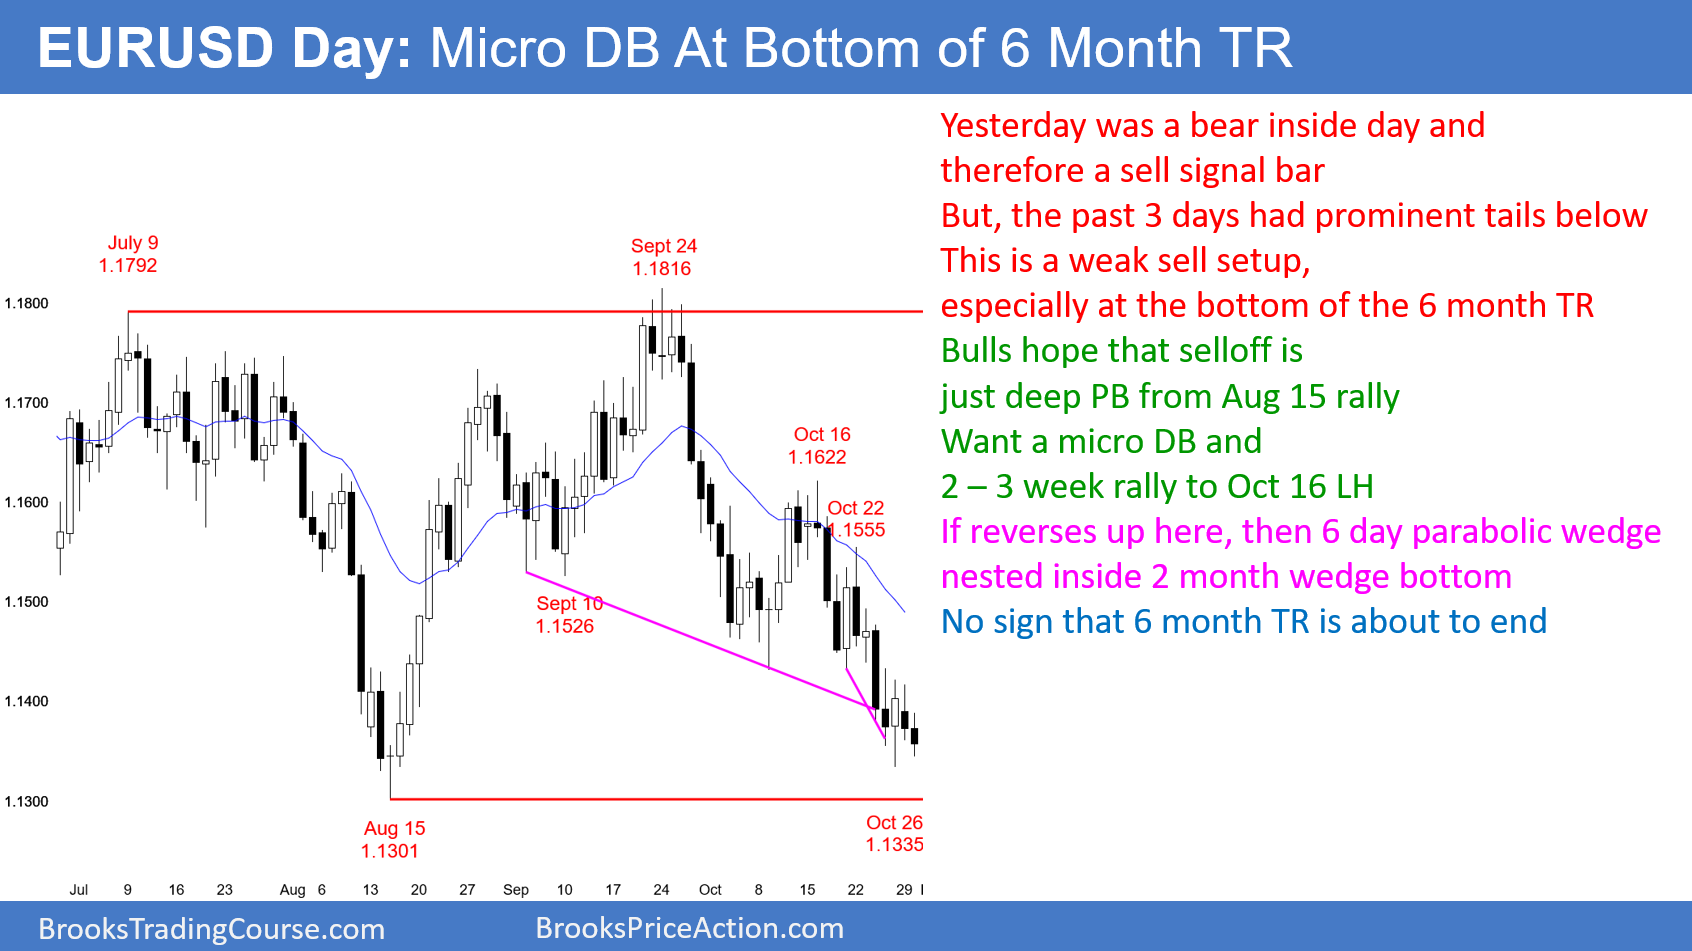 EURUSD Day: Micro DB At Bottom of 6 Month TR
Yesterday was a bear inside day and
therefore a sell signal bar
But, the past 3 days had prominent tails below
This is a weak sell setup,
especially at the bottom of the 6 month TR
Bulls hope that selloff is
just deep PB from Aug 15 rally
Want a micro DB and
2 – 3 week rally to Oct 16 LH
If reverses up here, then 6 day parabolic wedge
nested inside 2 month wedge bottom
No sign that 6 month TR is about to end
July 9
1.1792
Sept 24
1.1816
Oct 16
1.1622
Oct 22
1.1555
Sept 10
1.1526
Aug 15
1.1301
Oct 26
1.1335
1.1800
1.1700
1.1600
1.1500
1.1400
1.1300
Jul 9 16 23 Aug 6 13 20 27 Sep 10 17 24 Oct 8 15 22 29
BrooksTradingCourse.com
BrooksPriceAction.com